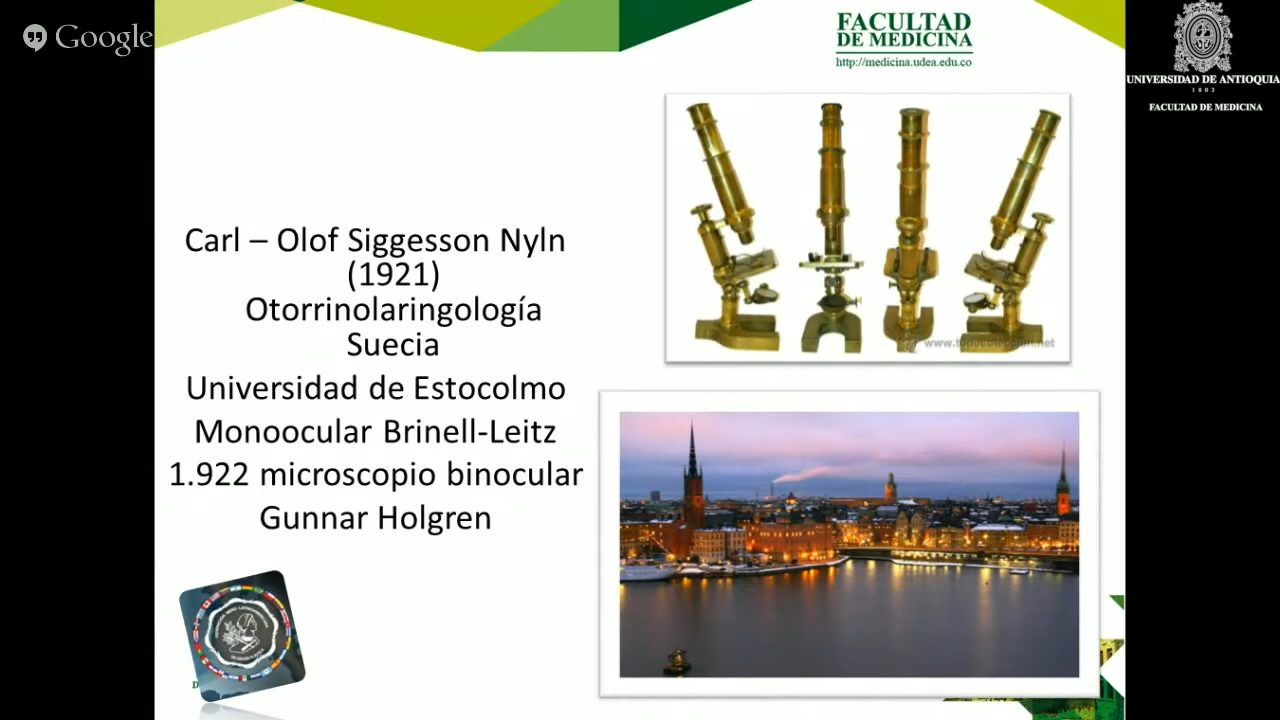 Google
FACULTAD
DE MEDICINA
http://medicina.udea.edu.co
UNIVERSIDAD DE ANTIOQUIA
1803
FACULTAD DE MEDICINA
Carl – Olof Siggesson Nyln
(1921)
Otorrinolaringología
Suecia
Universidad de Estocolmo
Monoocular Brinell-Leitz
1.922 microscopio binocular
Gunnar Holgren
www.todocoleccion.net
D